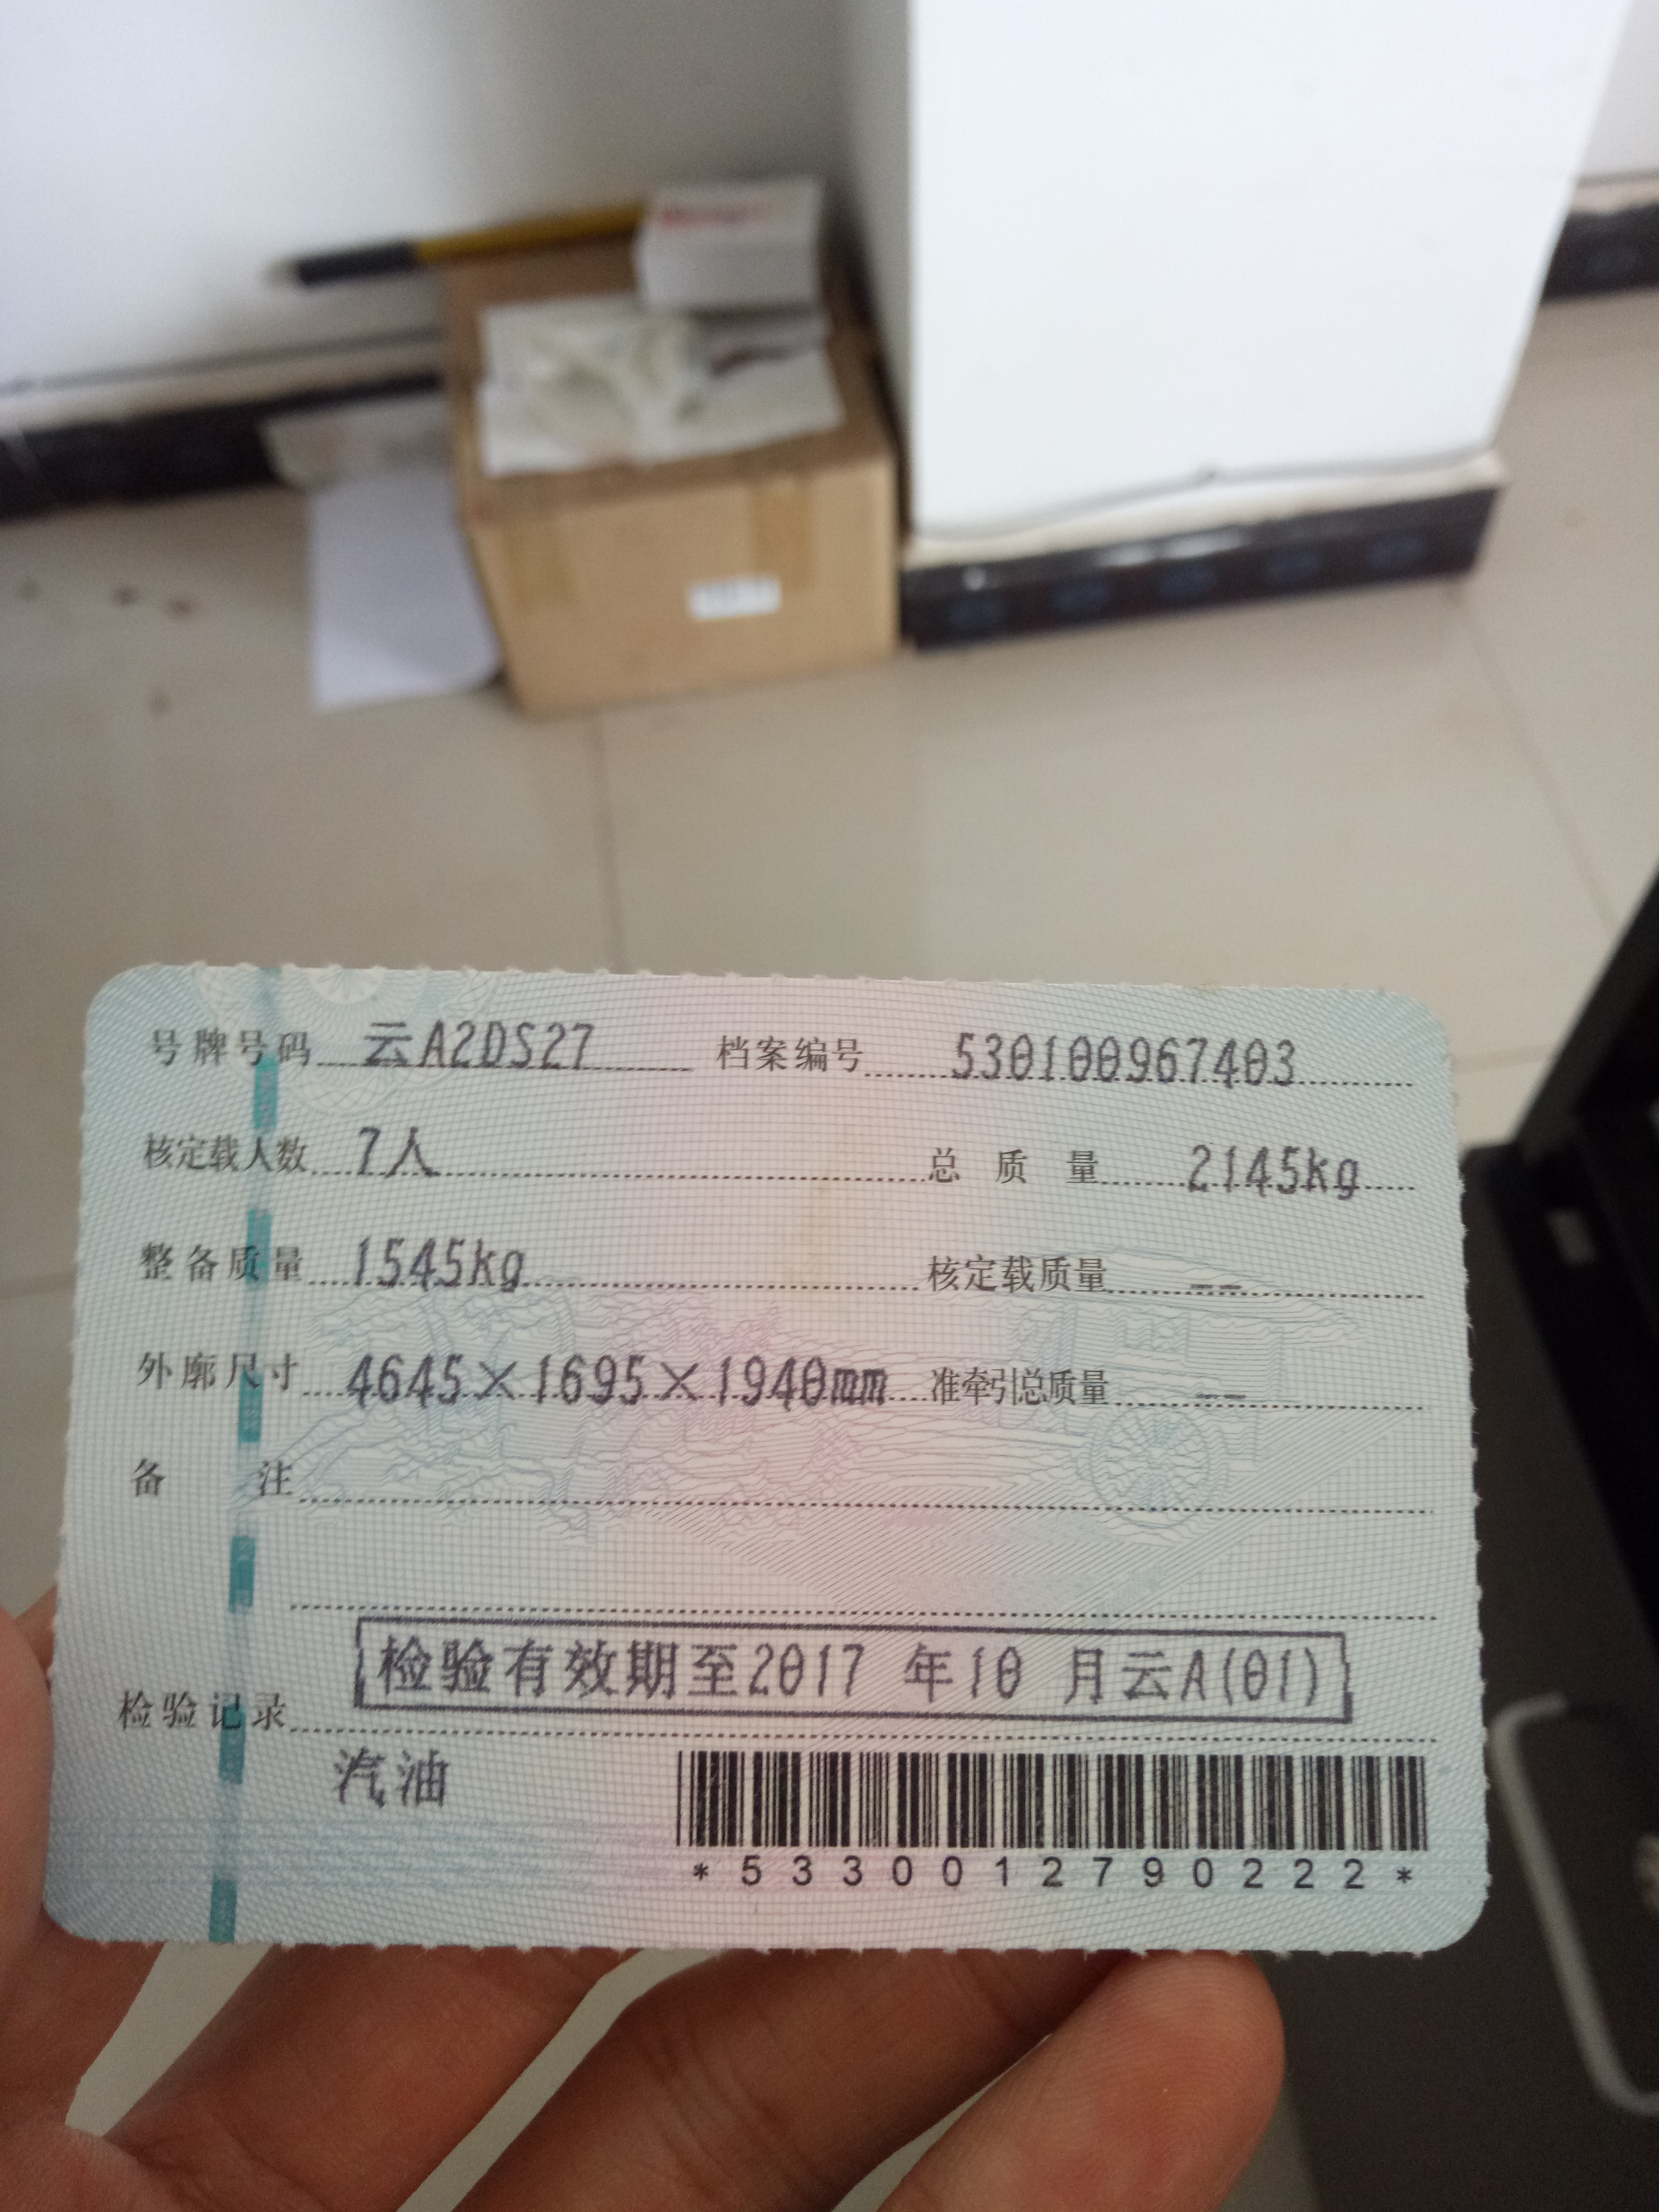 号牌号码 云A2DS27 档案编号 530100967403
核定载人数 7人 总质量 2145kg
整备质量 1545kg 核定载质量 --
外廓尺寸 4645×1695×1940mm 准牵引总质量 --
备注
检验记录 检验有效期至2017 年10 月云A(01)
汽油
*5330012790222*